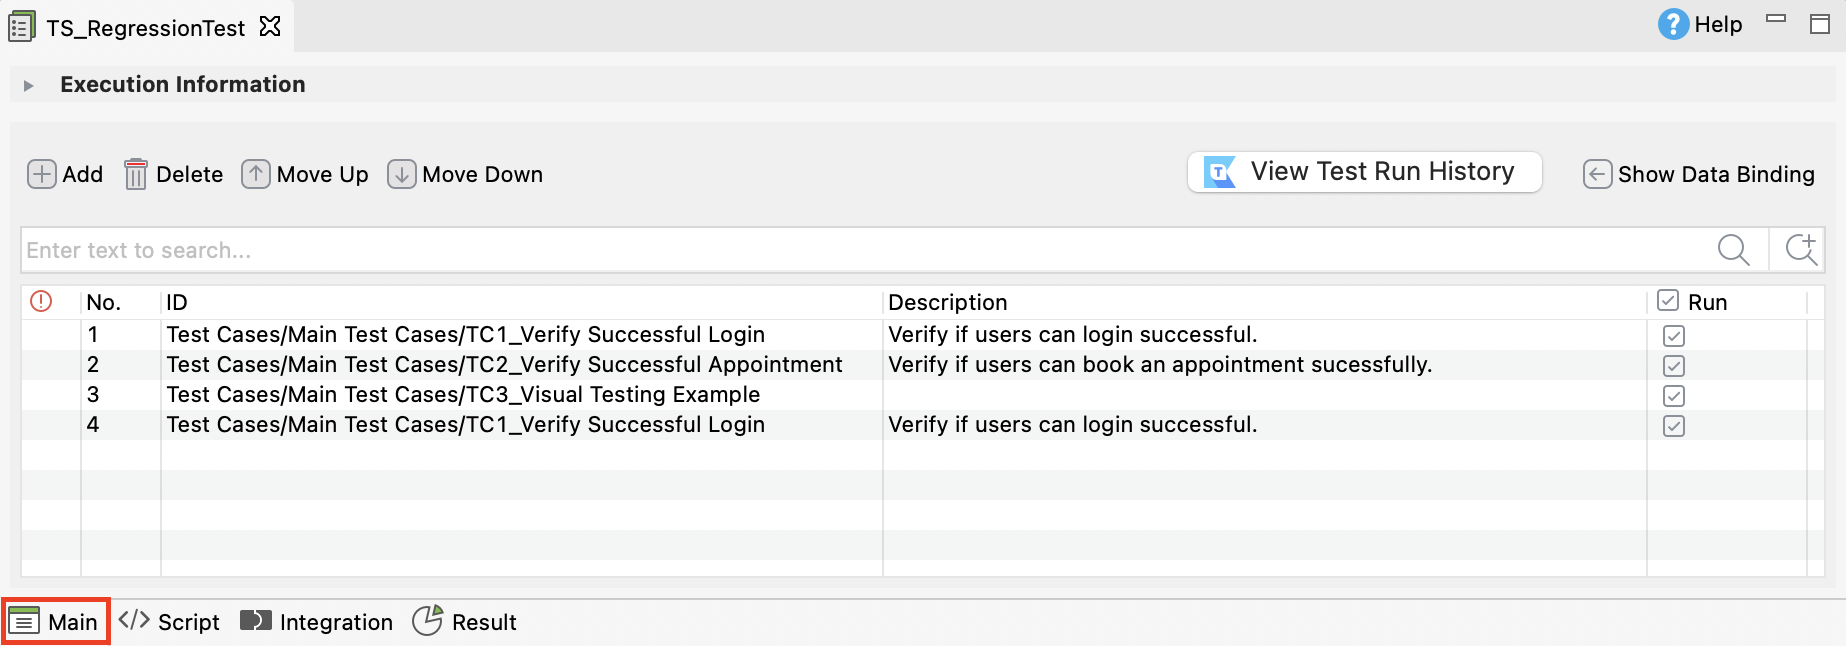 TS_RegressionTest
Help
Execution Information
Add Delete Move Up Move Down View Test Run History Show Data Binding
Enter text to search...
No. ID Description Run
1 Test Cases/Main Test Cases/TC1_Verify Successful Login Verify if users can login successful.
2 Test Cases/Main Test Cases/TC2_Verify Successful Appointment Verify if users can book an appointment sucessfully.
3 Test Cases/Main Test Cases/TC3_Visual Testing Example
4 Test Cases/Main Test Cases/TC1_Verify Successful Login Verify if users can login successful.
Main Script Integration Result